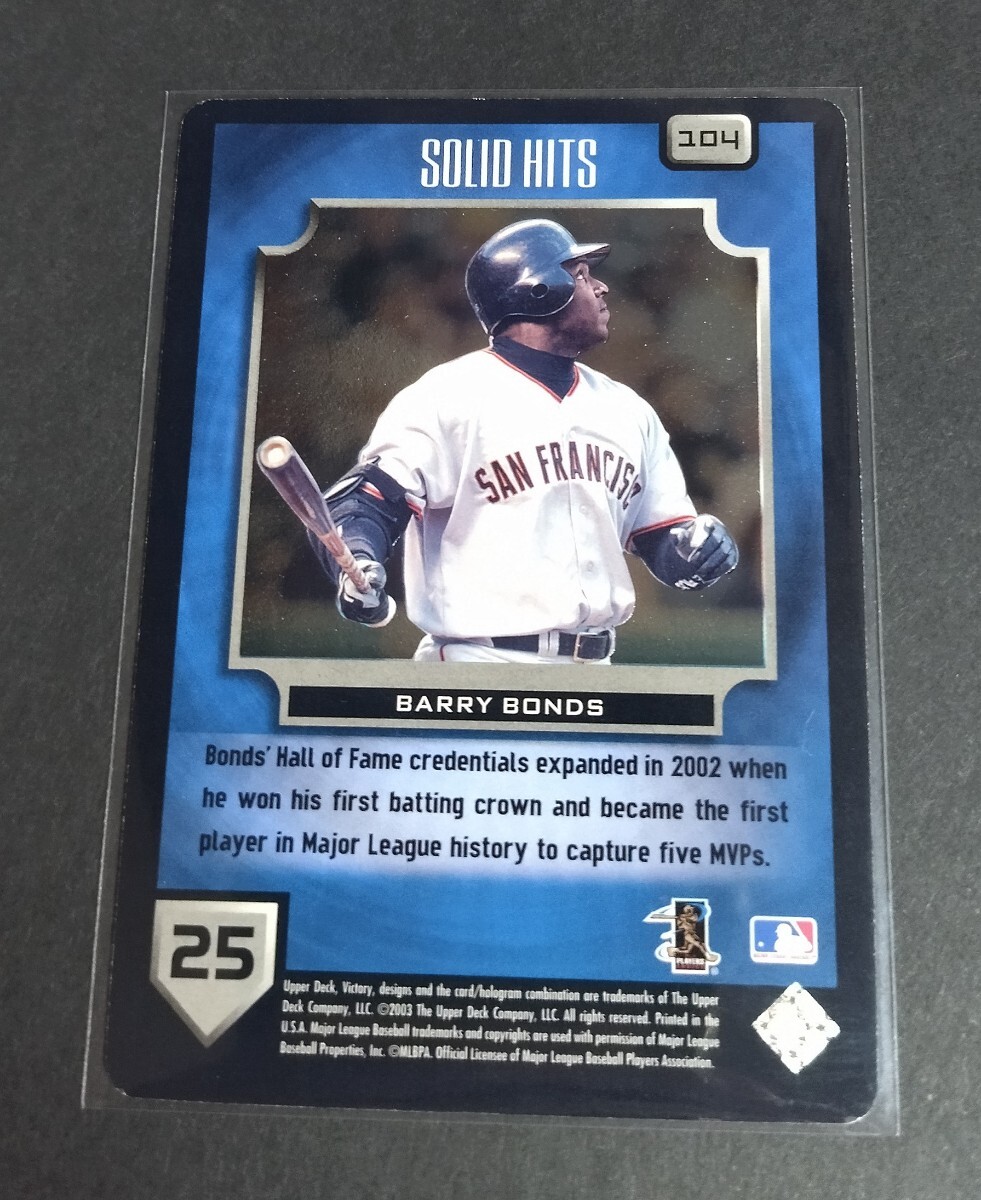 104
SOLID HITS
SAN FRANCISC
BARRY BONDS
Bonds' Hall of Fame credentials expanded in 2002 when
he won his first batting crown and became the first
player in Major League history to capture five MVPs.
25
PLAYERS
CHOICE
®
Upper Deck, Victory, designs and the card/hologram combination are trademarks of The Upper
Deck Company, LLC. ©2003 The Upper Deck Company, LLC. All rights reserved. Printed in the
U.S.A. Major League Baseball trademarks and copyrights are used with permission of Major League
Baseball Properties, Inc. ©MLBPA. Official Licensee of Major League Baseball Players Association.